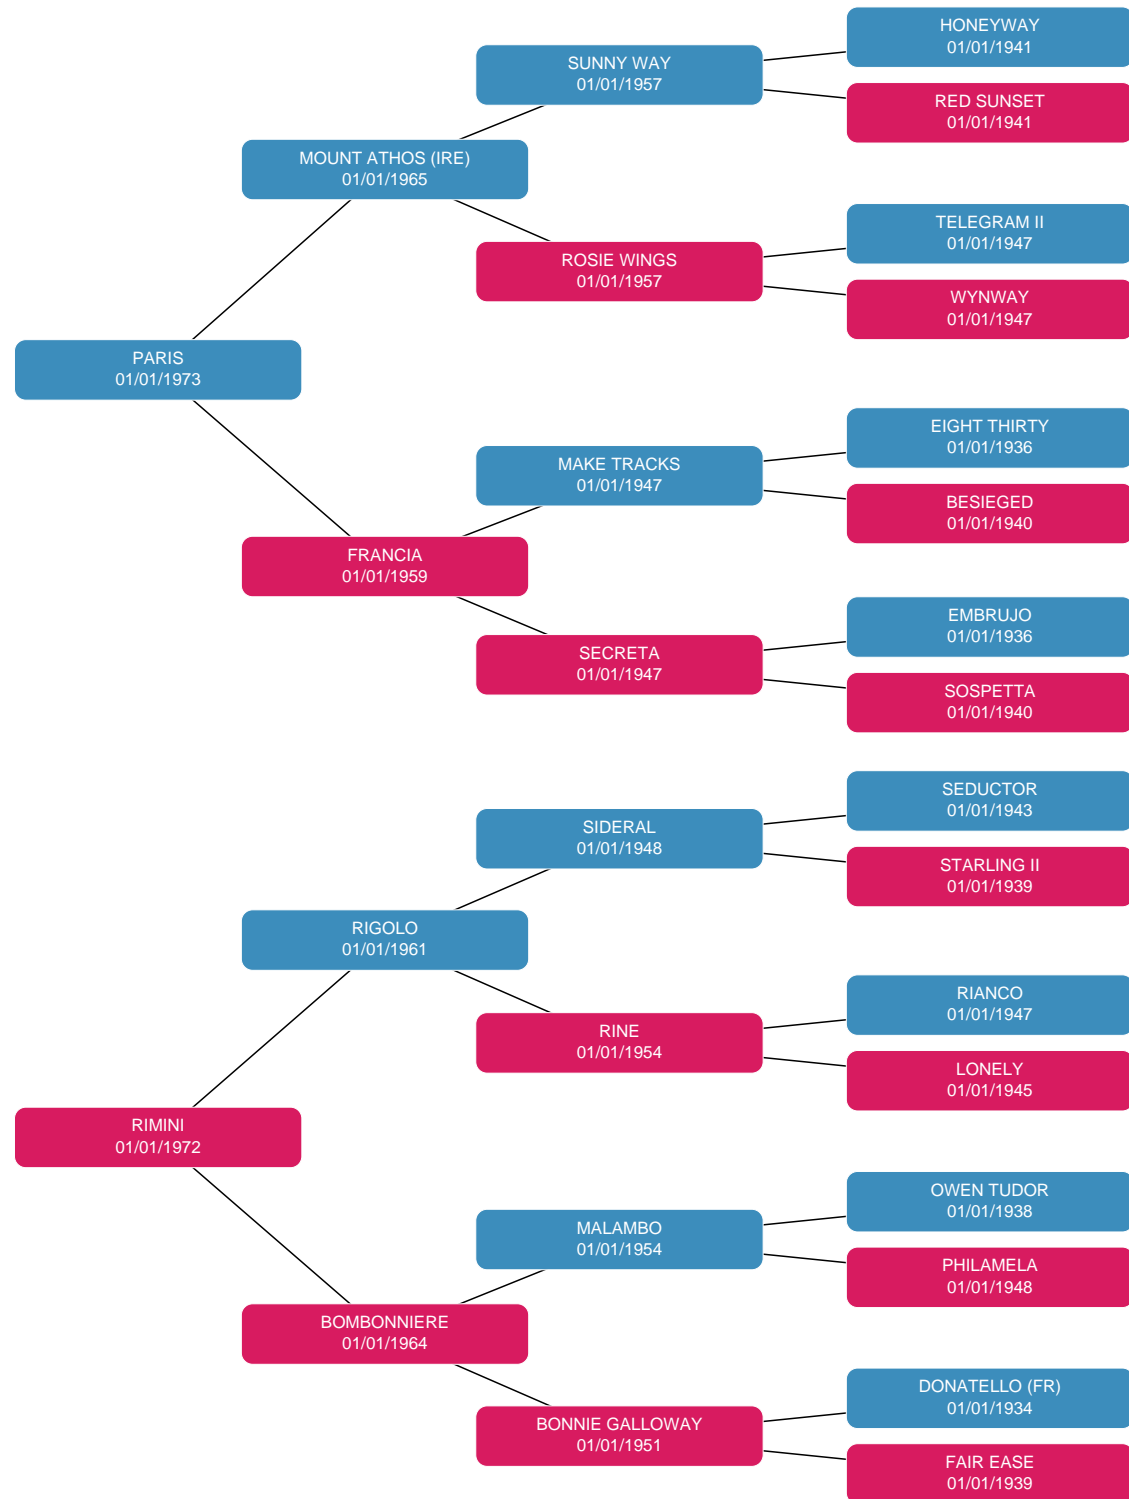 HONEYWAY
01/01/1941
SUNNY WAY
01/01/1957
RED SUNSET
01/01/1941
MOUNT ATHOS (IRE)
01/01/1965
TELEGRAM II
01/01/1947
ROSIE WINGS
01/01/1957
WYNWAY
01/01/1947
PARIS
01/01/1973
EIGHT THIRTY
01/01/1936
MAKE TRACKS
01/01/1947
BESIEGED
01/01/1940
FRANCIA
01/01/1959
EMBRUJO
01/01/1936
SECRETA
01/01/1947
SOSPETTA
01/01/1940
SEDUCTOR
01/01/1943
SIDERAL
01/01/1948
STARLING II
01/01/1939
RIGOLO
01/01/1961
RIANCO
01/01/1947
RINE
01/01/1954
LONELY
01/01/1945
RIMINI
01/01/1972
OWEN TUDOR
01/01/1938
MALAMBO
01/01/1954
PHILAMELA
01/01/1948
BOMBONNIERE
01/01/1964
DONATELLO (FR)
01/01/1934
BONNIE GALLOWAY
01/01/1951
FAIR EASE
01/01/1939